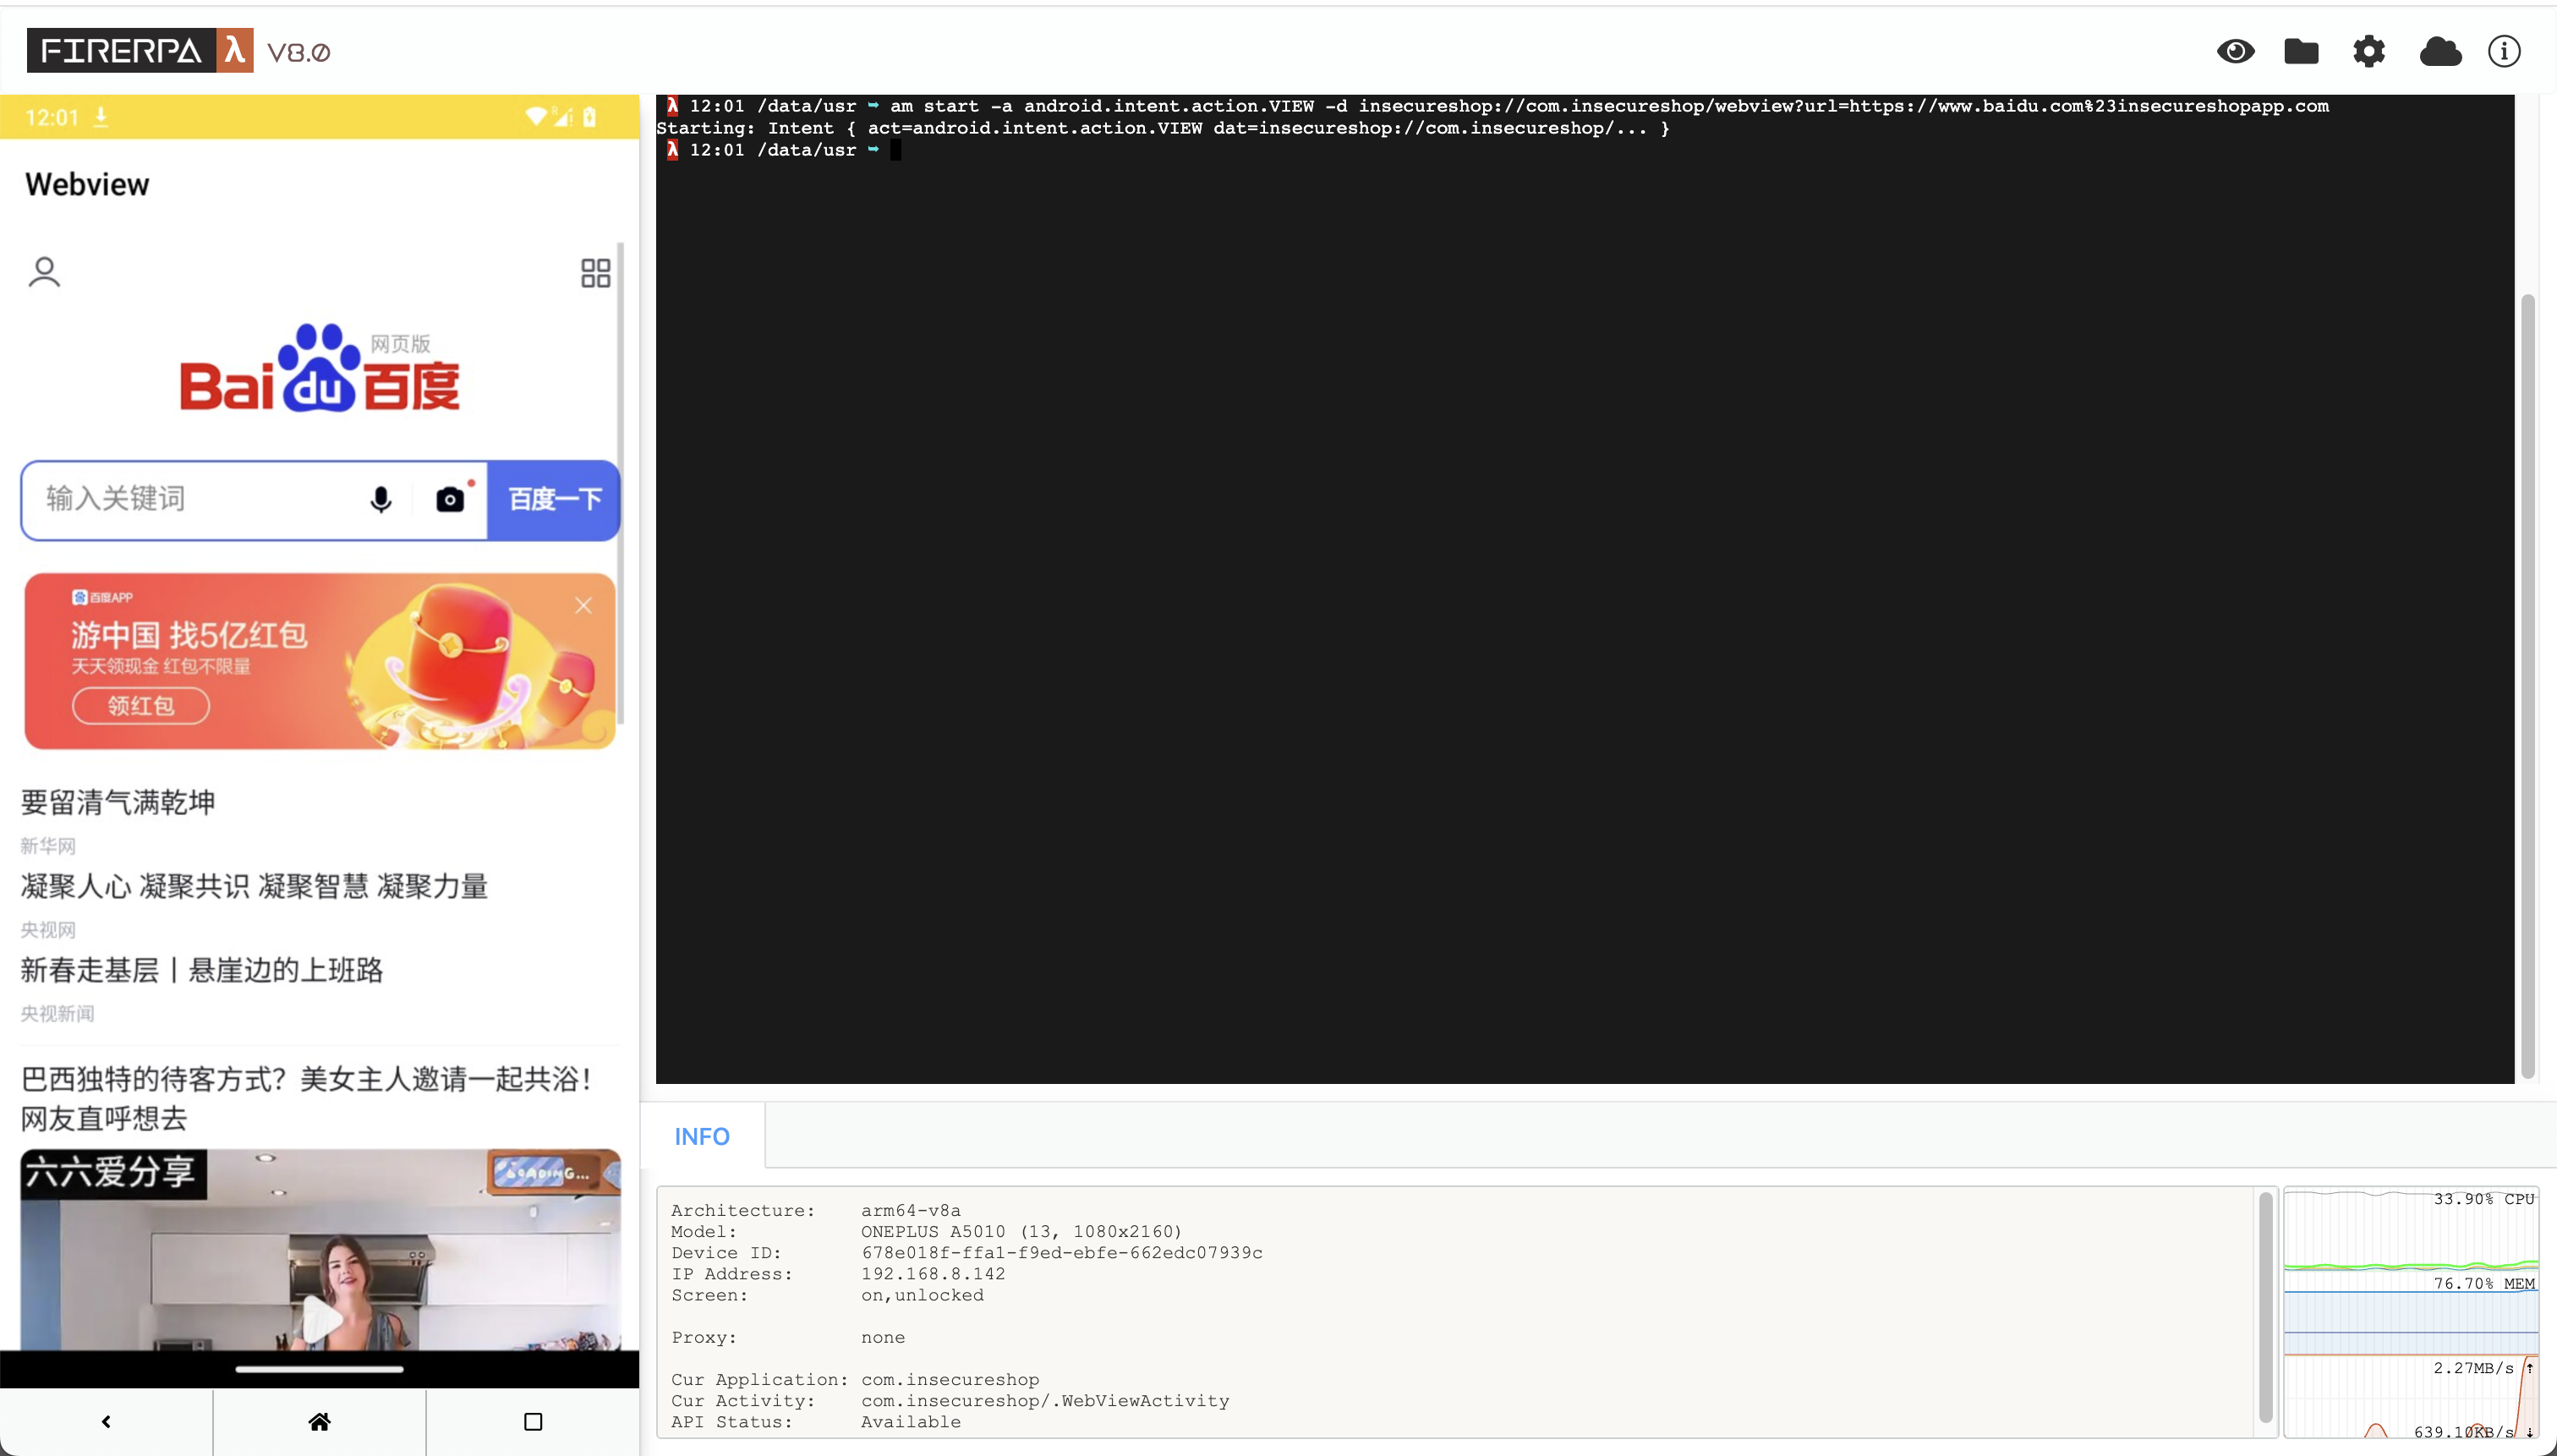 FIRERPA λ V8.0
12:01
Webview
网页版
Bai du 百度
输入关键词
百度一下
百度APP
游中国 找5亿红包
天天领现金 红包不限量
领红包
要留清气满乾坤
新华网
凝聚人心 凝聚共识 凝聚智慧 凝聚力量
央视网
新春走基层丨悬崖边的上班路
央视新闻
巴西独特的待客方式？美女主人邀请一起共浴！
网友直呼想去
六六爱分享
LOADING...
λ 12:01 /data/usr ➥ am start -a android.intent.action.VIEW -d insecureshop://com.insecureshop/webview?url=https://www.baidu.com%23insecureshopapp.com
Starting: Intent { act=android.intent.action.VIEW dat=insecureshop://com.insecureshop/... }
λ 12:01 /data/usr ➥
INFO
Architecture: arm64-v8a
Model: ONEPLUS A5010 (13, 1080x2160)
Device ID: 678e018f-ffa1-f9ed-ebfe-662edc07939c
IP Address: 192.168.8.142
Screen: on,unlocked
Proxy: none
Cur Application: com.insecureshop
Cur Activity: com.insecureshop/.WebViewActivity
API Status: Available
33.90% CPU
76.70% MEM
2.27MB/s ↑
639.10KB/s ↓